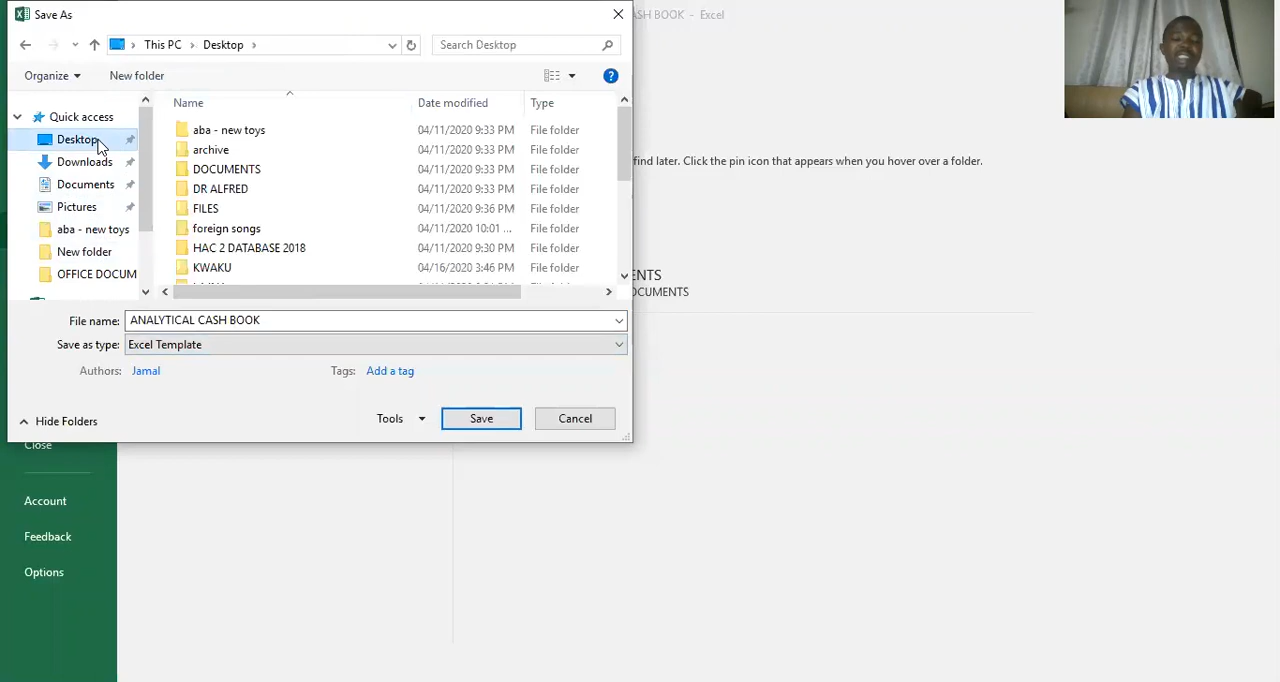 Save As
ASH BOOK - Excel
This PC > Desktop >
Search Desktop
Organize
New folder
Quick access
Desktop
Downloads
Documents
Pictures
aba - new toys
New folder
OFFICE DOCUM
Name
Date modified
Type
aba - new toys 04/11/2020 9:33 PM File folder
archive 04/11/2020 9:33 PM File folder
DOCUMENTS 04/11/2020 9:33 PM File folder
DR ALFRED 04/11/2020 9:33 PM File folder
FILES 04/11/2020 9:36 PM File folder
foreign songs 04/11/2020 10:01 ... File folder
HAC 2 DATABASE 2018 04/11/2020 9:30 PM File folder
KWAKU 04/16/2020 3:46 PM File folder
find later. Click the pin icon that appears when you hover over a folder.
ENTS
OCUMENTS
File name: ANALYTICAL CASH BOOK
Save as type: Excel Template
Authors: Jamal
Tags: Add a tag
Hide Folders
Tools
Save
Cancel
Close
Account
Feedback
Options